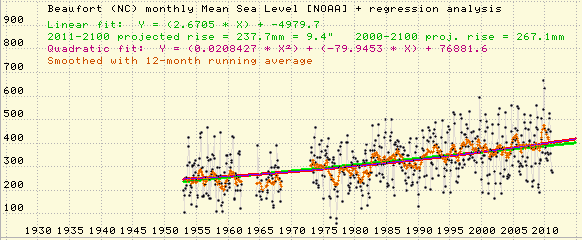 Beaufort (NC) monthly Mean Sea Level [NOAA] + regression analysis
Linear fit: Y = (2.6705 * X) + -4979.7
2011-2100 projected rise = 237.7mm = 9.4" 2000-2100 proj. rise = 267.1mm
Quadratic fit: Y = (0.0208427 * X²) + (-79.9453 * X) + 76881.6
Smoothed with 12-month running average
900
800
700
600
500
400
300
200
100
1930 1935 1940 1945 1950 1955 1960 1965 1970 1975 1980 1985 1990 1995 2000 2005 2010